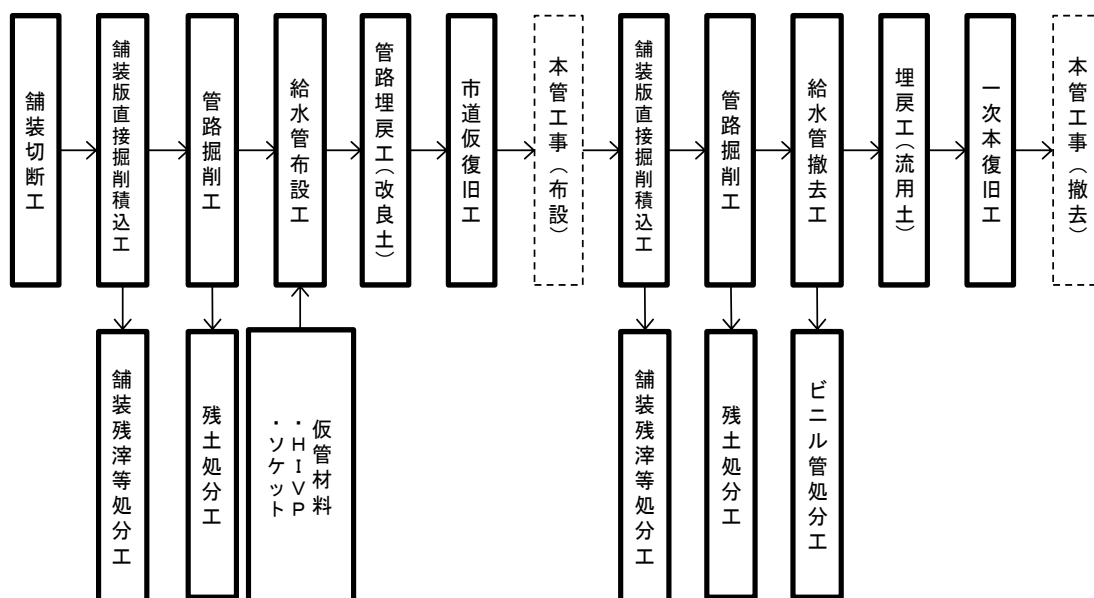 舗装切断工
舗装版直接掘削積込工
管路掘削工
給水管布設工
管路埋戻工(改良土)
市道仮復旧工
本管工事(布設)
舗装版直接掘削積込工
管路掘削工
給水管撤去工
埋戻工(流用土)
一次本復旧工
本管工事(撤去)
舗装残滓等処分工
残土処分工
仮管材料
・HIVP
・ソケット
舗装残滓等処分工
残土処分工
ビニル管処分工